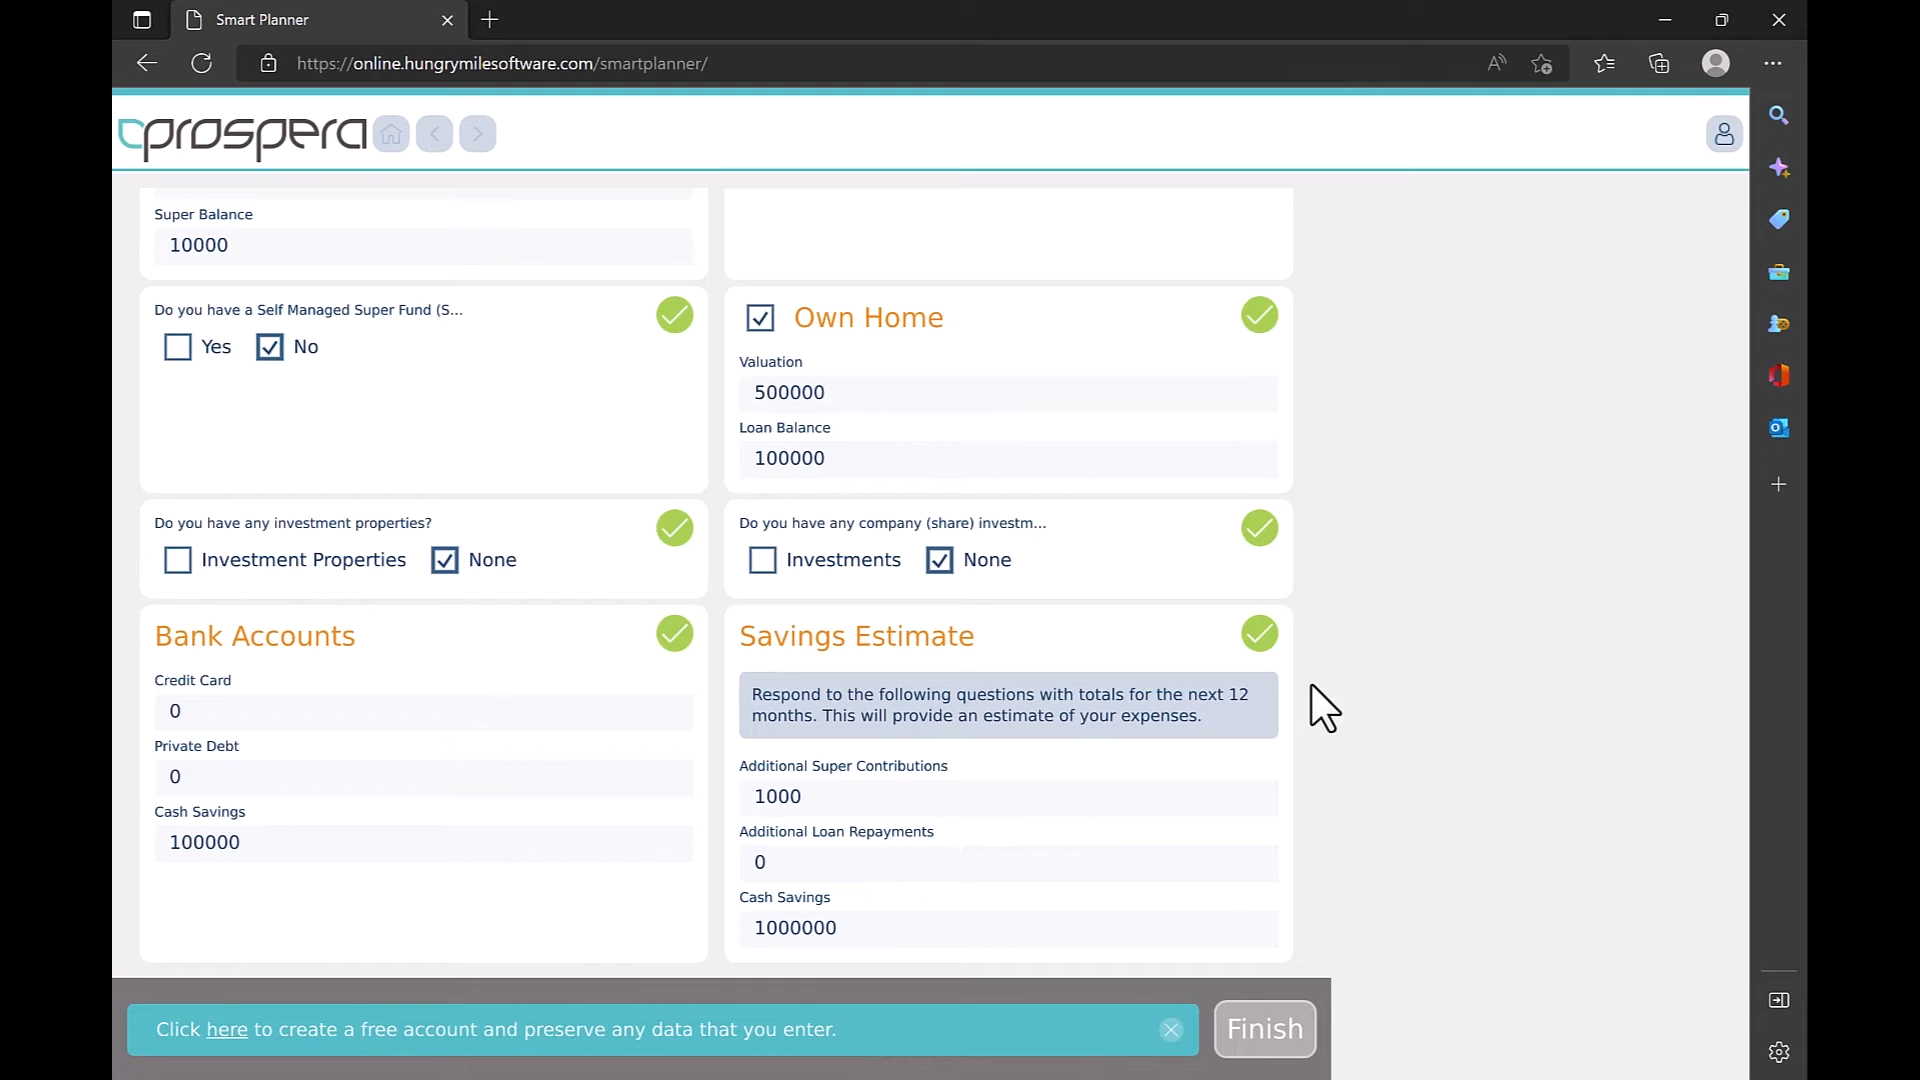 Smart Planner
https://online.hungrymilesoftware.com/smartplanner/
prospera
Super Balance
10000
Do you have a Self Managed Super Fund (S...
Yes
No
Own Home
Valuation
500000
Loan Balance
100000
Do you have any investment properties?
Investment Properties
None
Do you have any company (share) investm...
Investments
None
Bank Accounts
Credit Card
0
Private Debt
0
Cash Savings
100000
Savings Estimate
Respond to the following questions with totals for the next 12
months. This will provide an estimate of your expenses.
Additional Super Contributions
1000
Additional Loan Repayments
0
Cash Savings
1000000
Click here to create a free account and preserve any data that you enter.
Finish